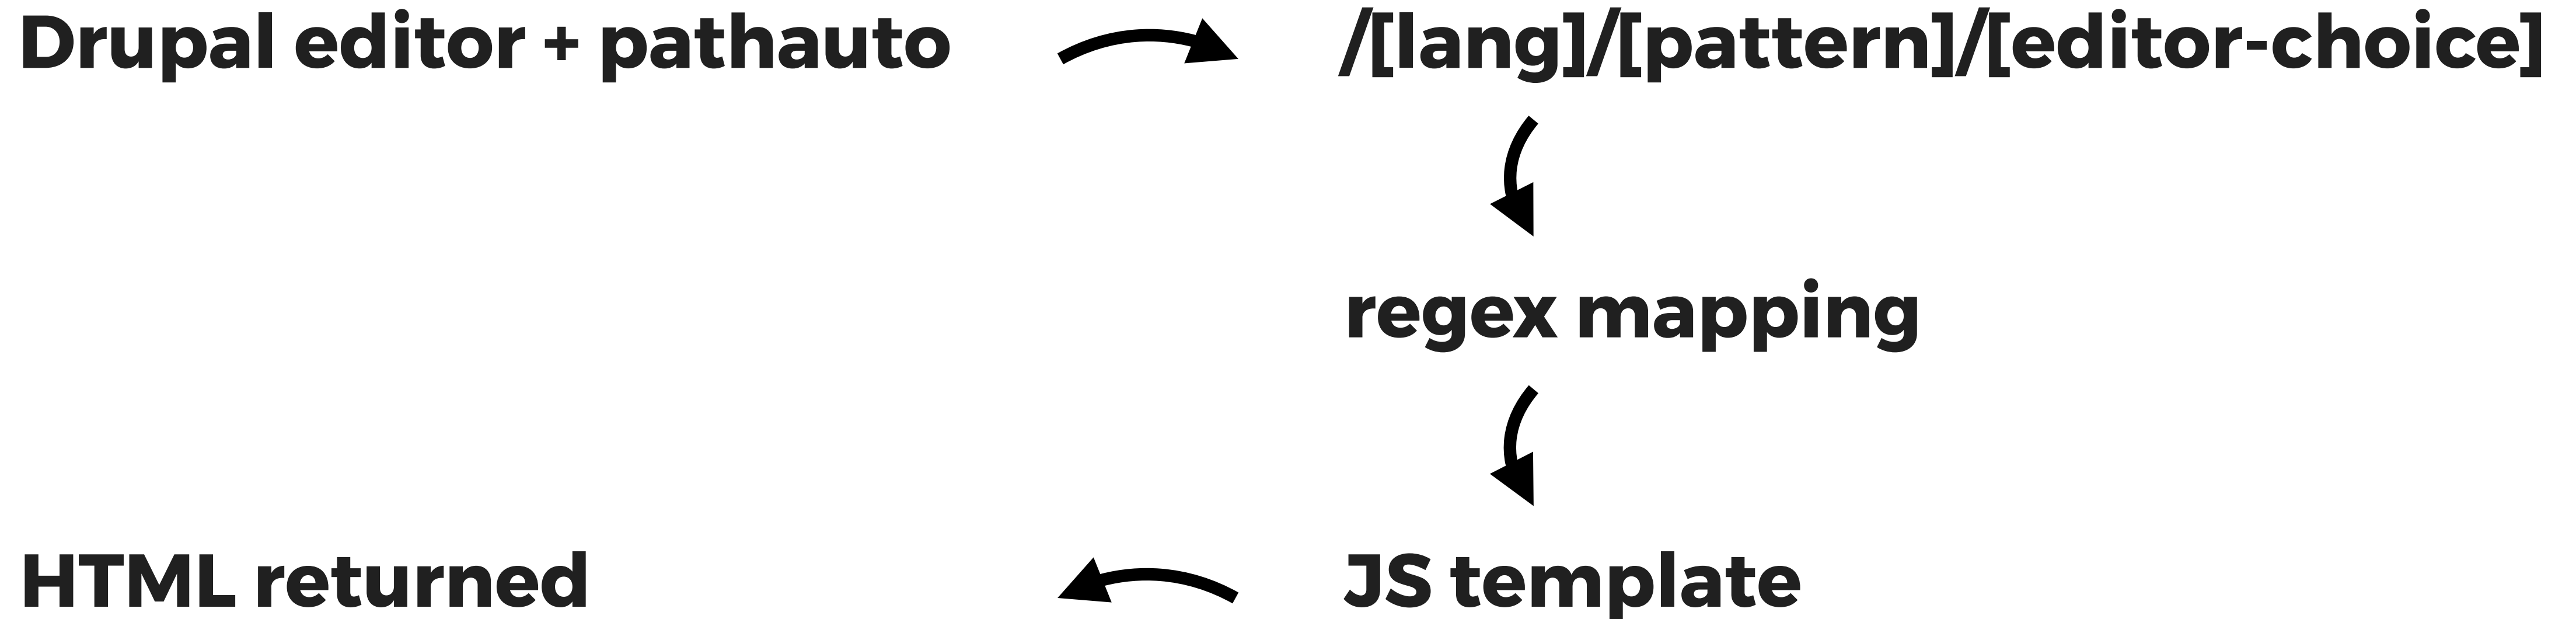 Drupal editor + pathauto
/[lang]/[pattern]/[editor-choice]
regex mapping
JS template
HTML returned